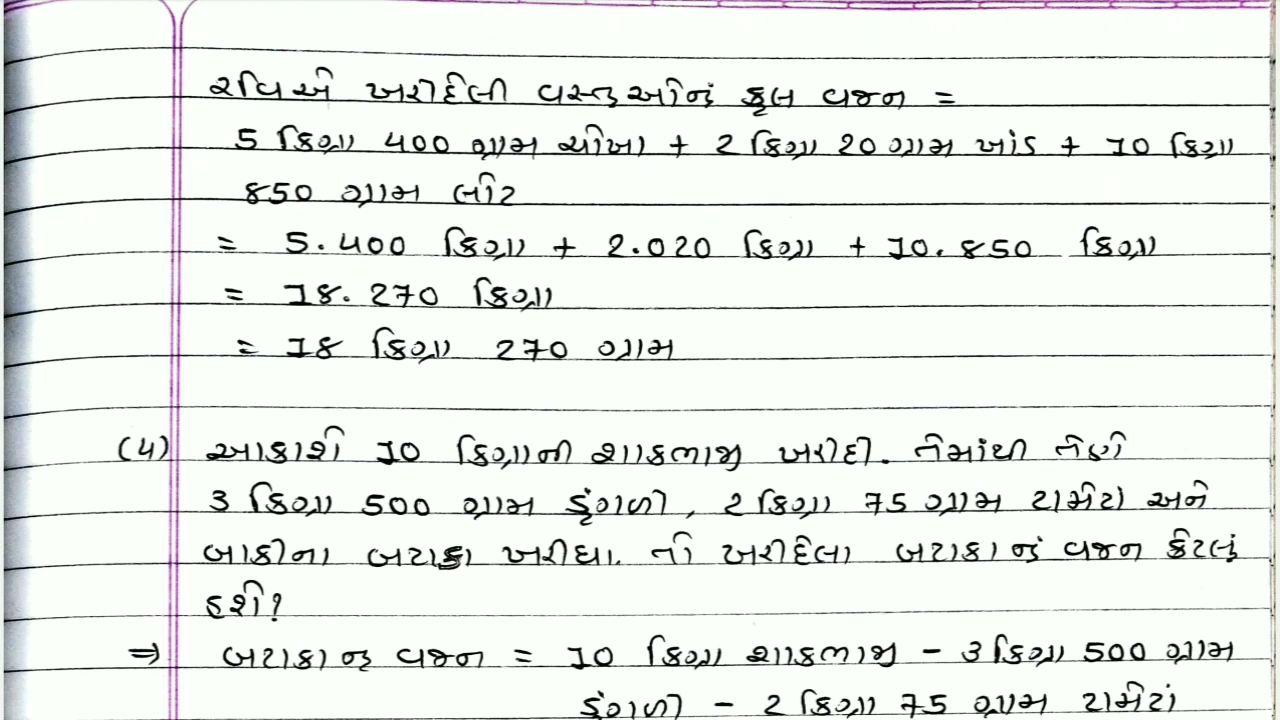 રવિએ ખરીદેલી વસ્તુઓનું કૂલ વજન =
5 કિગ્રા 400 ગ્રામ ચોખા + 2 કિગ્રા 20 ગ્રામ ખાંડ + 10 કિગ્રા
850 ગ્રામ લોટ
= 5.400 કિગ્રા + 2.020 કિગ્રા + 10.850 કિગ્રા
= 18.270 કિગ્રા
= 18 કિગ્રા 270 ગ્રામ
(4) આકાશે 10 કિગ્રાની શાકભાજી ખરીદી. તેમાંથી તેણે
3 કિગ્રા 500 ગ્રામ ડૂંગળી, 2 કિગ્રા 75 ગ્રામ ટામેટાં અને
બાકીના બટાકા ખરીદ્યા. તો ખરીદેલા બટાકાનું વજન કેટલું
હશે?
⇒ બટાકાનું વજન = 10 કિગ્રા શાકભાજી - 3 કિગ્રા 500 ગ્રામ
ડુંગળી - 2 કિગ્રા 75 ગ્રામ ટામેટાં